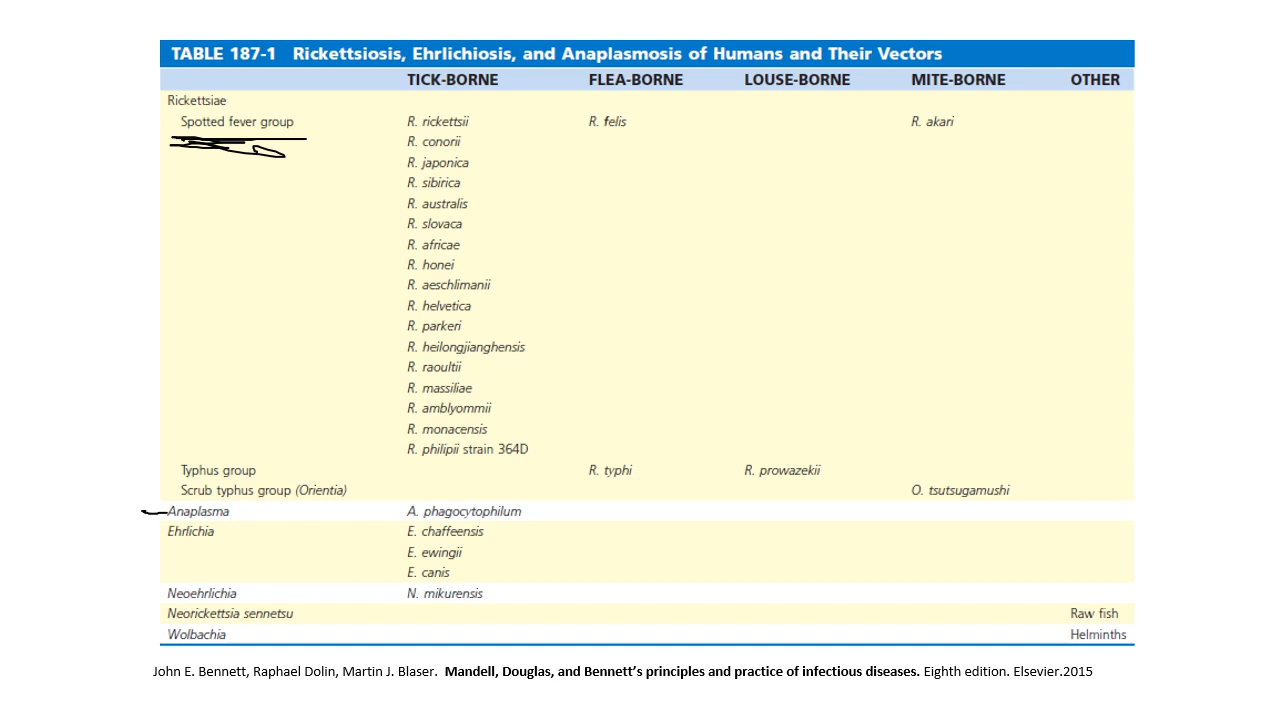 TABLE 187-1 Rickettsiosis, Ehrlichiosis, and Anaplasmosis of Humans and Their Vectors
TICK-BORNE FLEA-BORNE LOUSE-BORNE MITE-BORNE OTHER
Rickettsiae
Spotted fever group R. rickettsii R. felis R. akari
R. conorii
R. japonica
R. sibirica
R. australis
R. slovaca
R. africae
R. honei
R. aeschlimanii
R. helvetica
R. parkeri
R. heilongjianghensis
R. raoultii
R. massiliae
R. amblyommii
R. monacensis
R. philipii strain 364D
Typhus group R. typhi R. prowazekii
Scrub typhus group (Orientia) O. tsutsugamushi
Anaplasma A. phagocytophilum
Ehrlichia E. chaffeensis
E. ewingii
E. canis
Neoehrlichia N. mikurensis
Neorickettsia sennetsu Raw fish
Wolbachia Helminths
John E. Bennett, Raphael Dolin, Martin J. Blaser. Mandell, Douglas, and Bennett’s principles and practice of infectious diseases. Eighth edition. Elsevier.2015